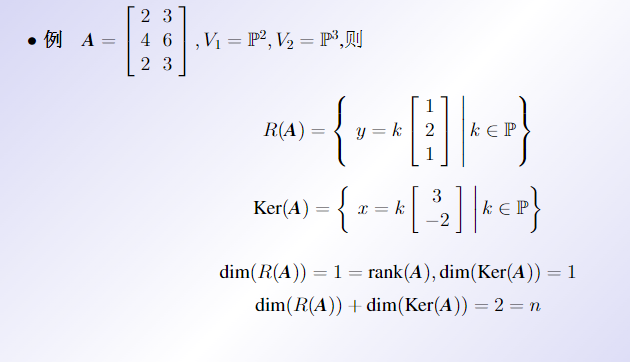 • 例 A = [ 2 3 ; 4 6 ; 2 3 ] , V₁ = ℙ², V₂ = ℙ³,则
R(A) = { y = k [ 1 ; 2 ; 1 ] | k ∈ ℙ }
Ker(A) = { x = k [ 3 ; −2 ] | k ∈ ℙ }
dim(R(A)) = 1 = rank(A), dim(Ker(A)) = 1
dim(R(A)) + dim(Ker(A)) = 2 = n